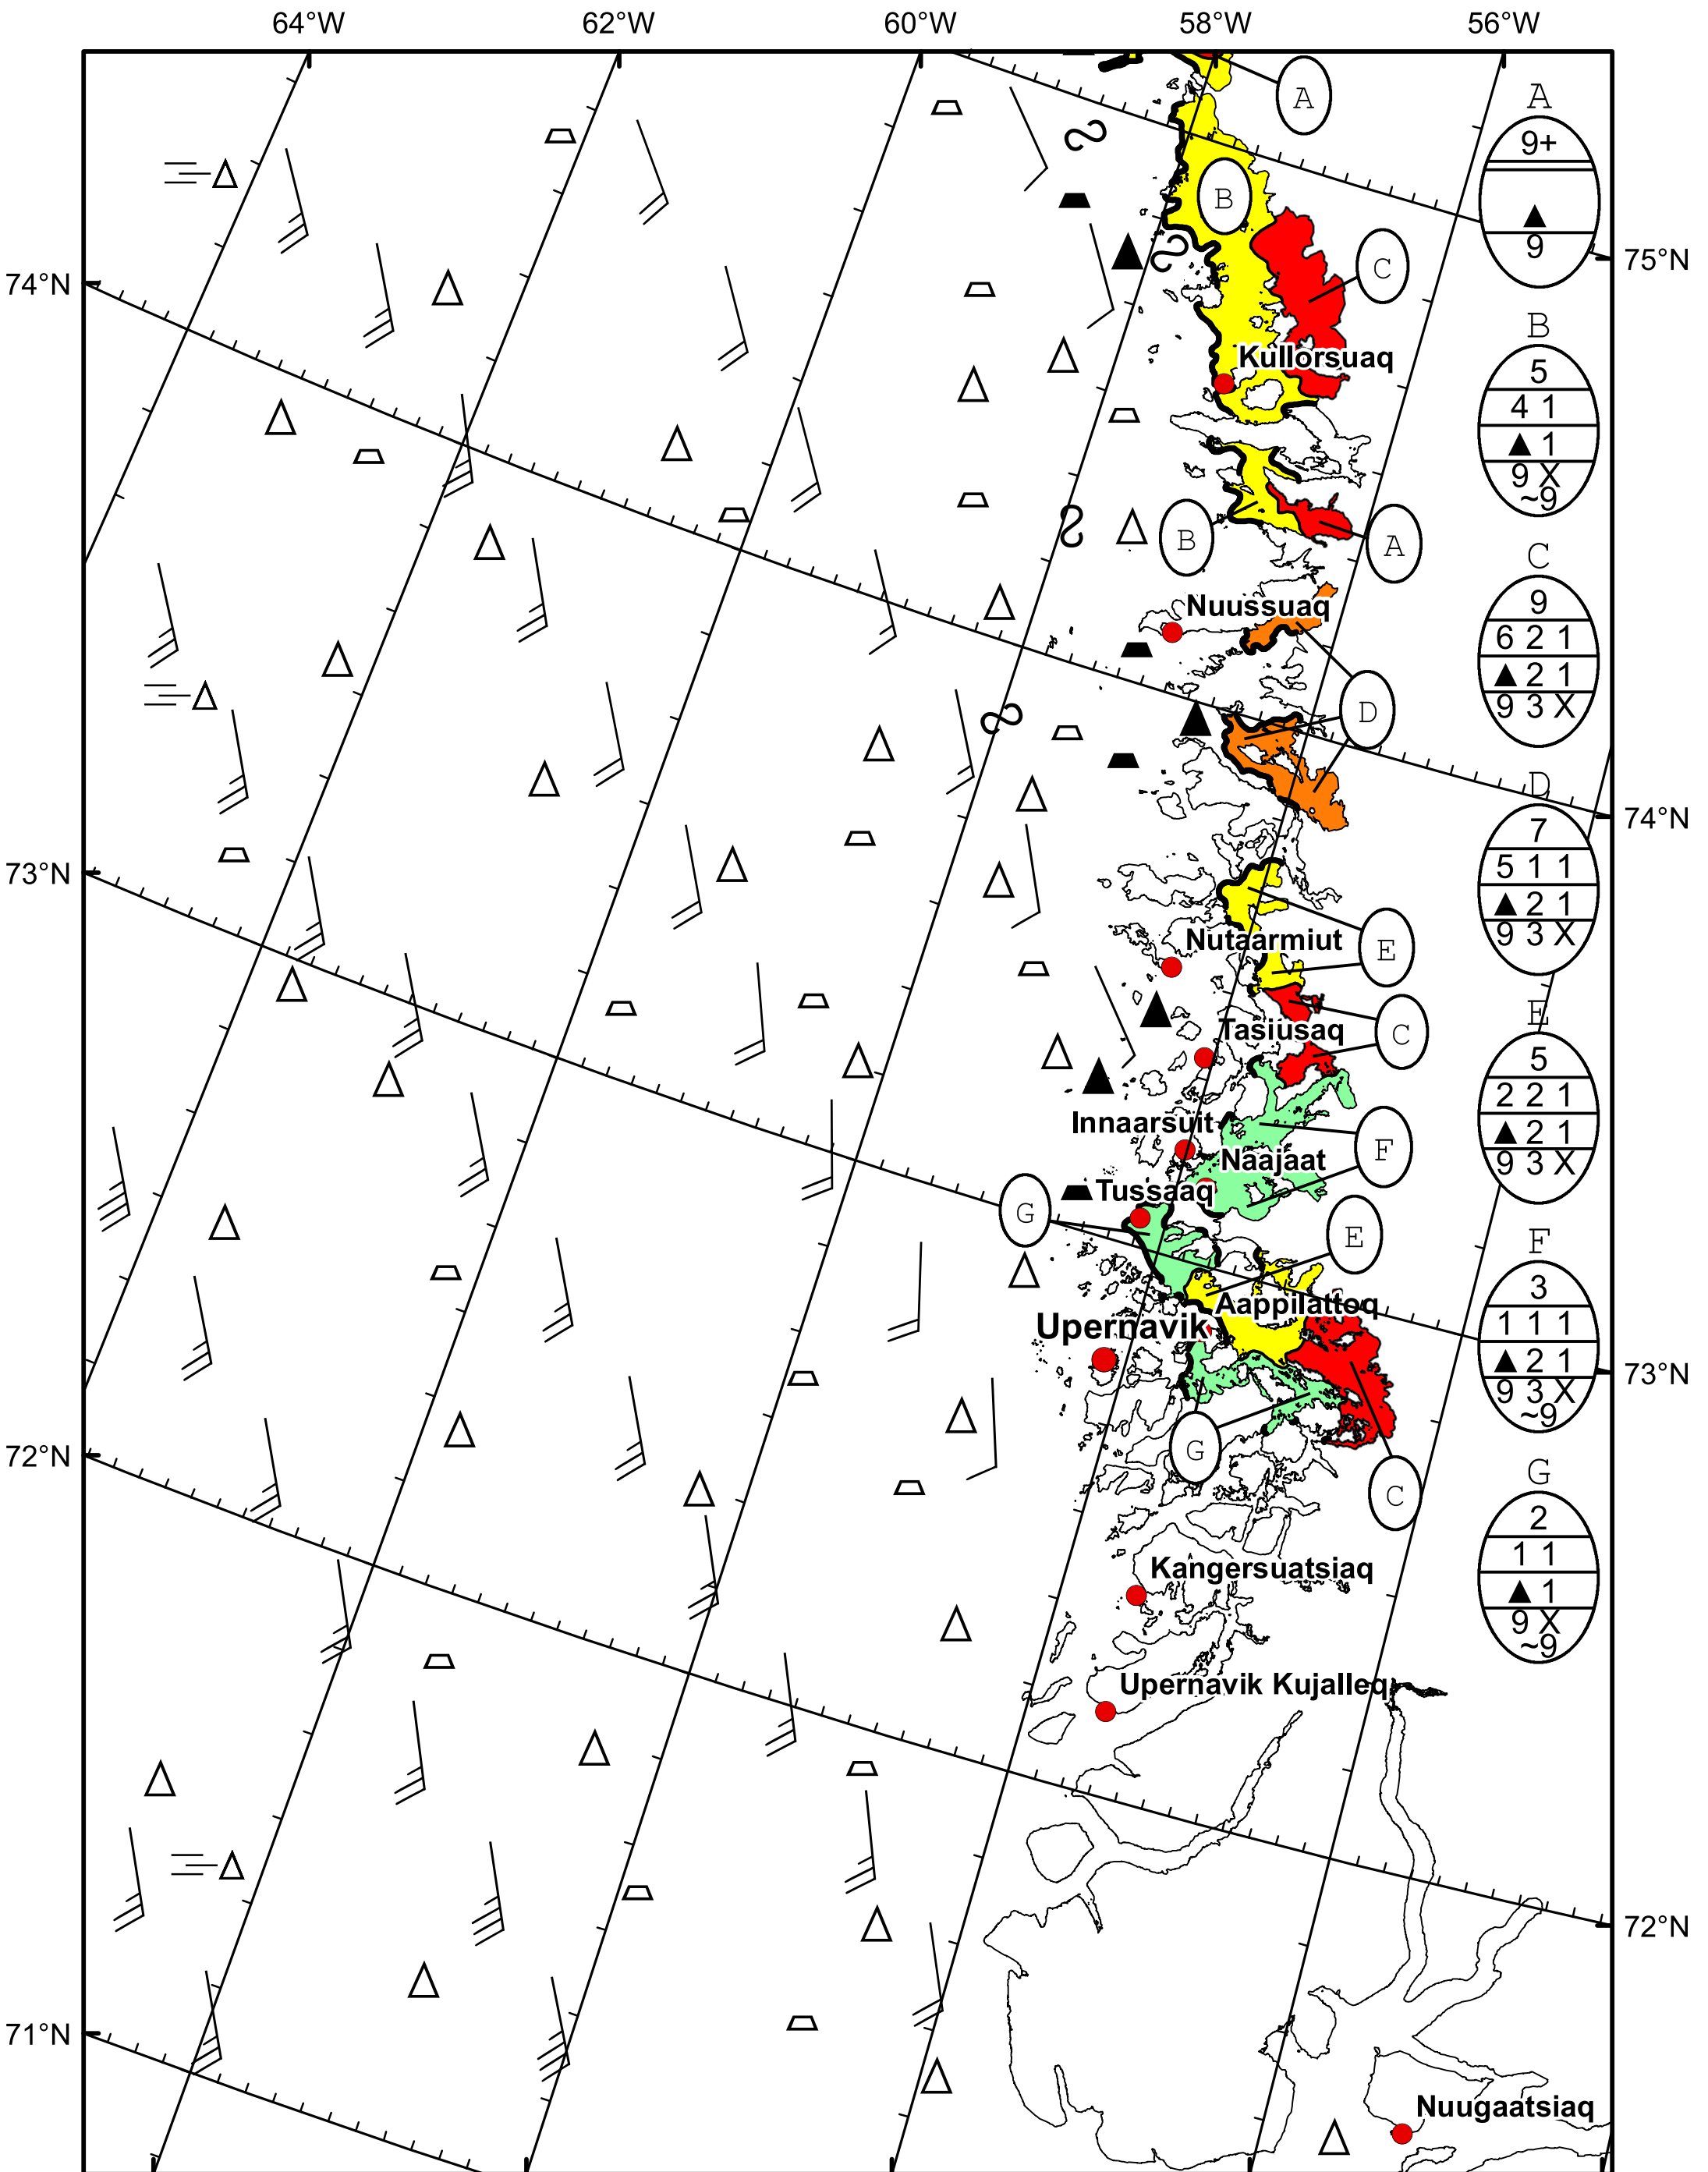 64°W 62°W 60°W 58°W 56°W
A
A
9+
▲
9
B
C
75°N
74°N
B
5
4 1
▲ 1
9 X
~9
Kullorsuaq
B
A
C
9
6 2 1
▲ 2 1
9 3 X
Nuussuaq
D
D
7
5 1 1
▲ 2 1
9 3 X
74°N
73°N
Nutaarmiut
E
C
Tasiusaq
E
5
2 2 1
▲ 2 1
9 3 X
Innaarsuit
F
Naajaat
Tussaaq
G
E
F
3
1 1 1
▲ 2 1
9 3 X
~9
Aappilattoq
Upernavik
73°N
72°N
G
C
G
2
1 1
▲ 1
9 X
~9
Kangersuatsiaq
Upernavik Kujalleq
72°N
71°N
Nuugaatsiaq